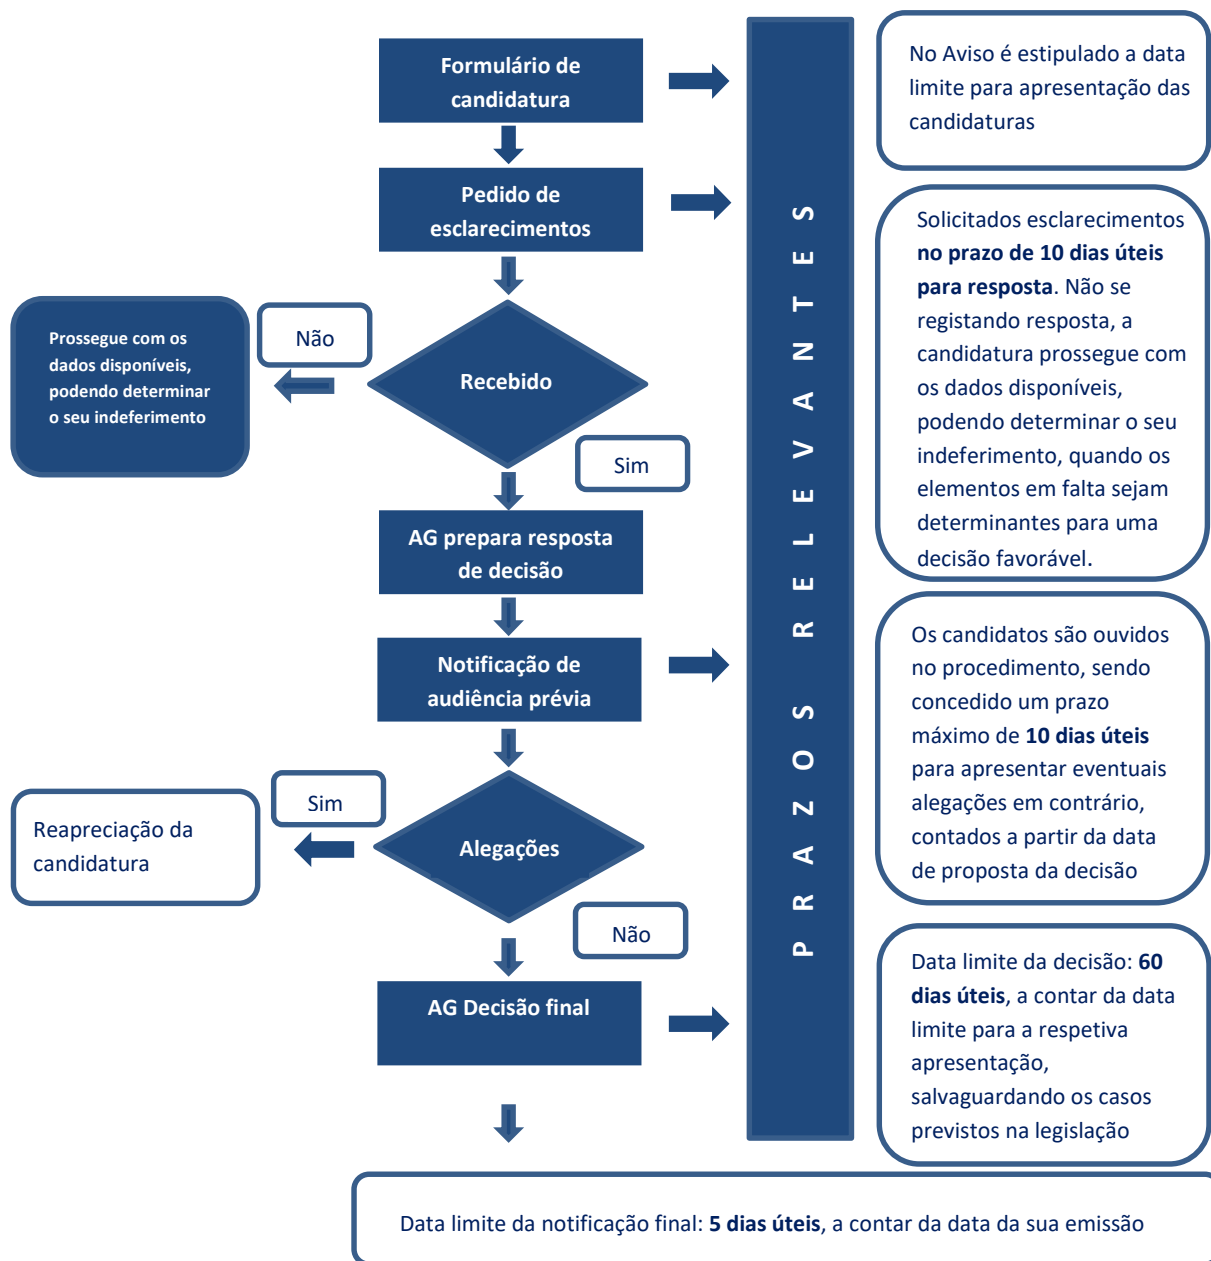 Formulário de
candidatura
No Aviso é estipulado a data
limite para apresentação das
candidaturas
Pedido de
esclarecimentos
Solicitados esclarecimentos
no prazo de 10 dias úteis
para resposta. Não se
registando resposta, a
candidatura prossegue com
os dados disponíveis,
podendo determinar o seu
indeferimento, quando os
elementos em falta sejam
determinantes para uma
decisão favorável.
Recebido
Não
Prossegue com os
dados disponíveis,
podendo determinar
o seu indeferimento
Sim
AG prepara resposta
de decisão
Notificação de
audiência prévia
Os candidatos são ouvidos
no procedimento, sendo
concedido um prazo
máximo de 10 dias úteis
para apresentar eventuais
alegações em contrário,
contados a partir da data
de proposta da decisão
Alegações
Sim
Reapreciação da
candidatura
Não
AG Decisão final
Data limite da decisão: 60
dias úteis, a contar da data
limite para a respetiva
apresentação,
salvaguardando os casos
previstos na legislação
PRAZOS RELEVANTES
Data limite da notificação final: 5 dias úteis, a contar da data da sua emissão